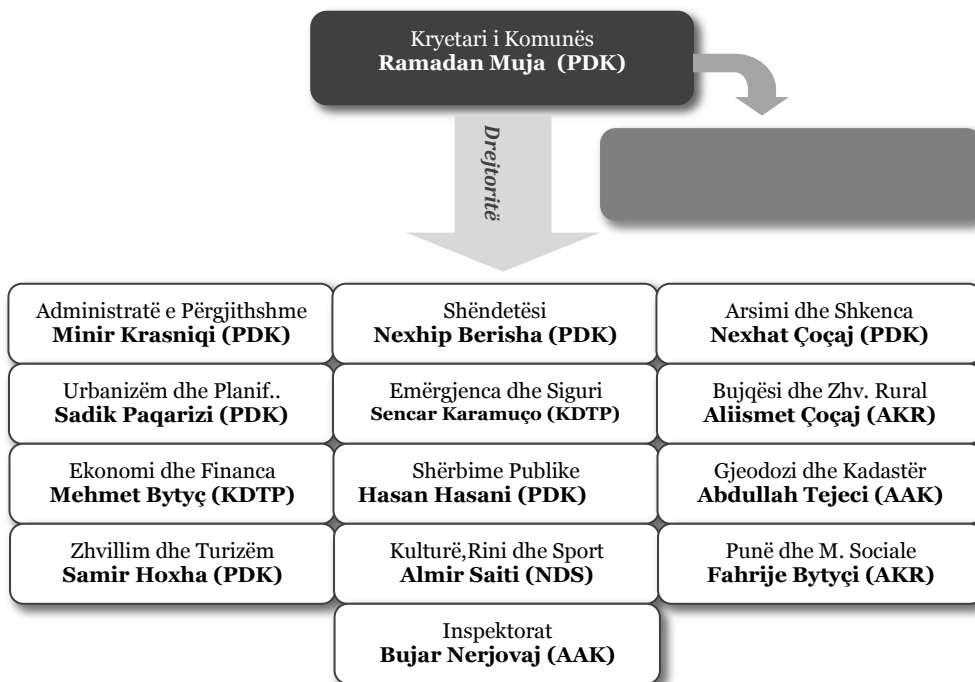 Kryetari i Komunës
Ramadan Muja (PDK)
Drejtoritë
Administratë e Përgjithshme
Minir Krasniqi (PDK)
Shëndetësi
Nexhip Berisha (PDK)
Arsimi dhe Shkenca
Nexhat Çoçaj (PDK)
Urbanizëm dhe Planif..
Sadik Paqarizi (PDK)
Emërgjenca dhe Siguri
Sencar Karamuço (KDTP)
Bujqësi dhe Zhv. Rural
Aliismet Çoçaj (AKR)
Ekonomi dhe Financa
Mehmet Bytyç (KDTP)
Shërbime Publike
Hasan Hasani (PDK)
Gjeodozi dhe Kadastër
Abdullah Tejeci (AAK)
Zhvillim dhe Turizëm
Samir Hoxha (PDK)
Kulturë,Rini dhe Sport
Almir Saiti (NDS)
Punë dhe M. Sociale
Fahrije Bytyçi (AKR)
Inspektorat
Bujar Nerjovaj (AAK)